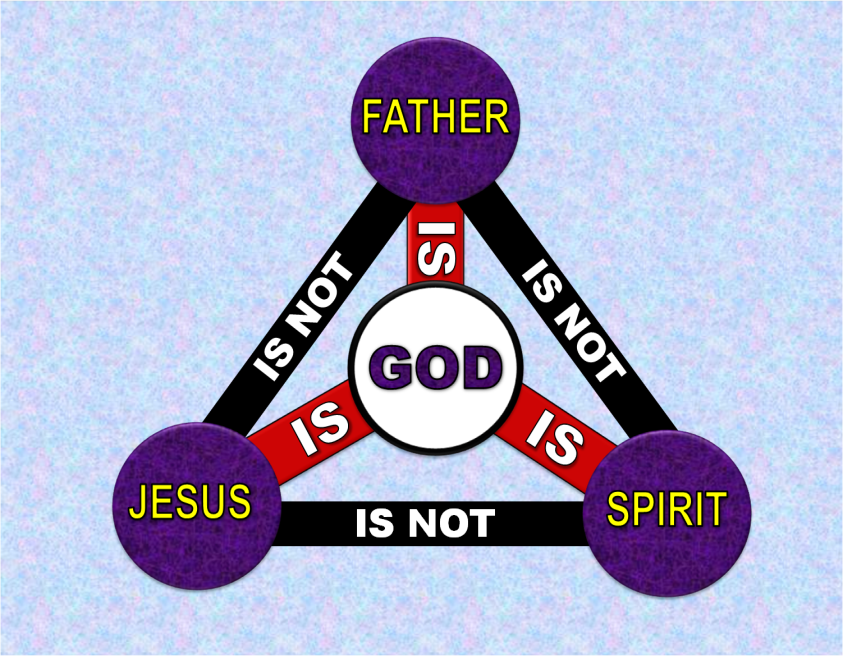 FATHER
IS
IS NOT
IS NOT
GOD
IS
IS
JESUS
SPIRIT
IS NOT